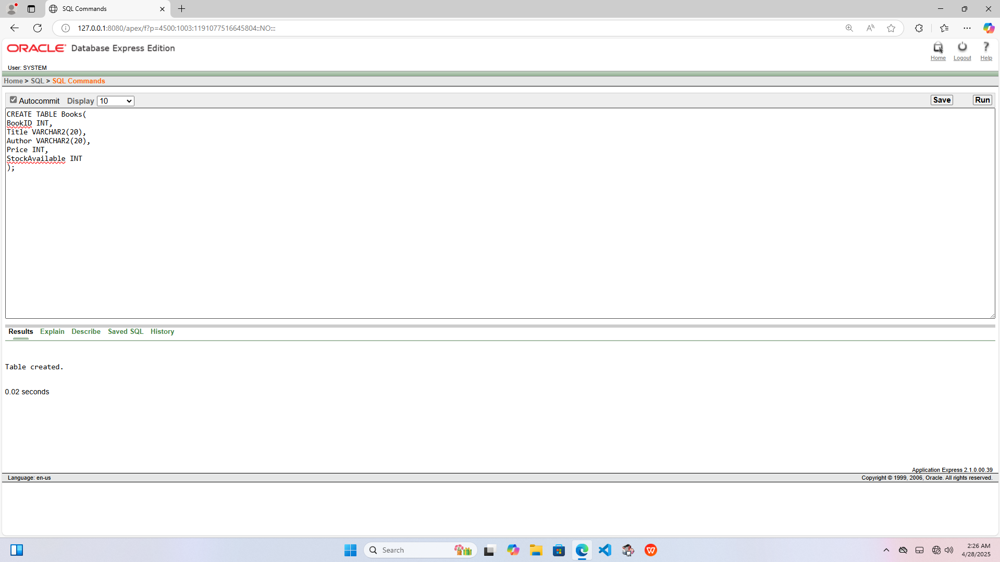 SQL Commands
127.0.0.1:8080/apex/f?p=4500:1003:1191077516645804::NO:::
ORACLE Database Express Edition
Home Logout Help
User: SYSTEM
Home > SQL > SQL Commands
Autocommit Display 10 Save Run
CREATE TABLE Books(
BookID INT,
Title VARCHAR2(20),
Author VARCHAR2(20),
Price INT,
StockAvailable INT
);
Results Explain Describe Saved SQL History
Table created.
0.02 seconds
Application Express 2.1.0.00.39
Language: en-us Copyright © 1999, 2006, Oracle. All rights reserved.
Search
2:26 AM
4/28/2025